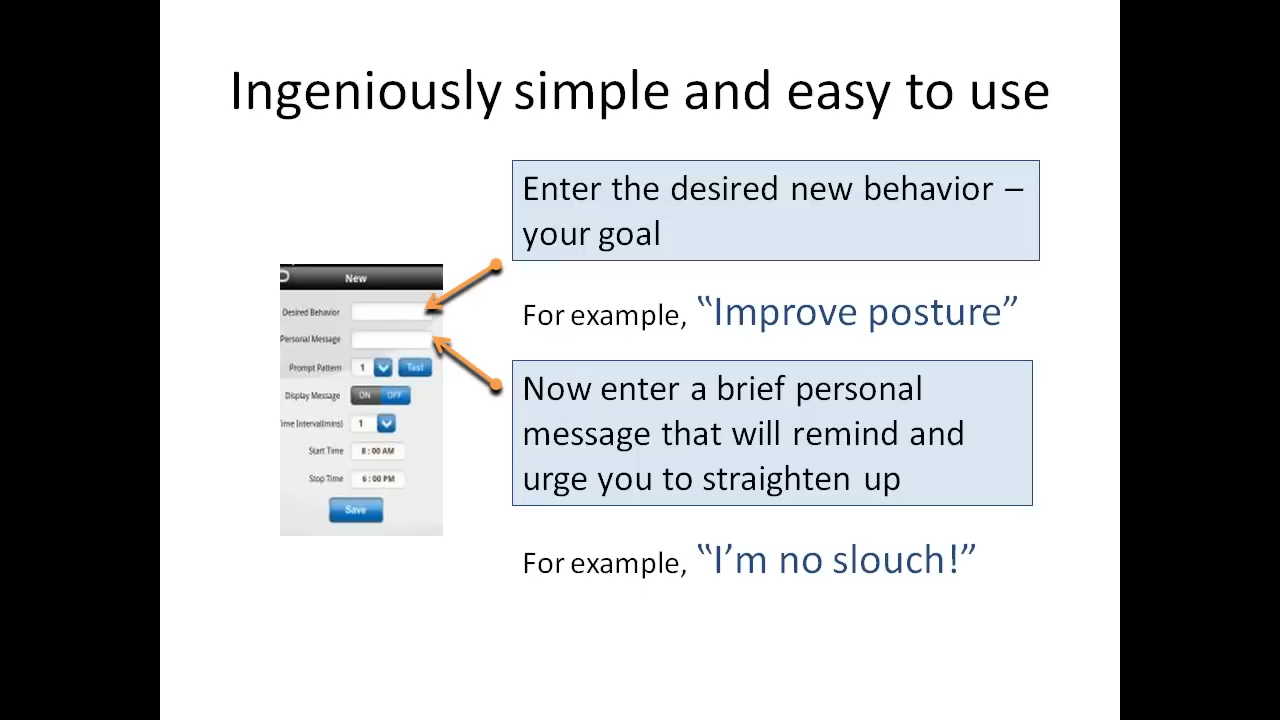 Ingeniously simple and easy to use
Enter the desired new behavior –
your goal
For example, “Improve posture”
Now enter a brief personal
message that will remind and
urge you to straighten up
For example, “I’m no slouch!”
New
Desired Behavior
Personal Message
Prompt Pattern 1 Test
Display Message ON OFF
ime Interval(mins) 1
Start Time 8 : 00 AM
Stop Time 6 : 00 PM
Save